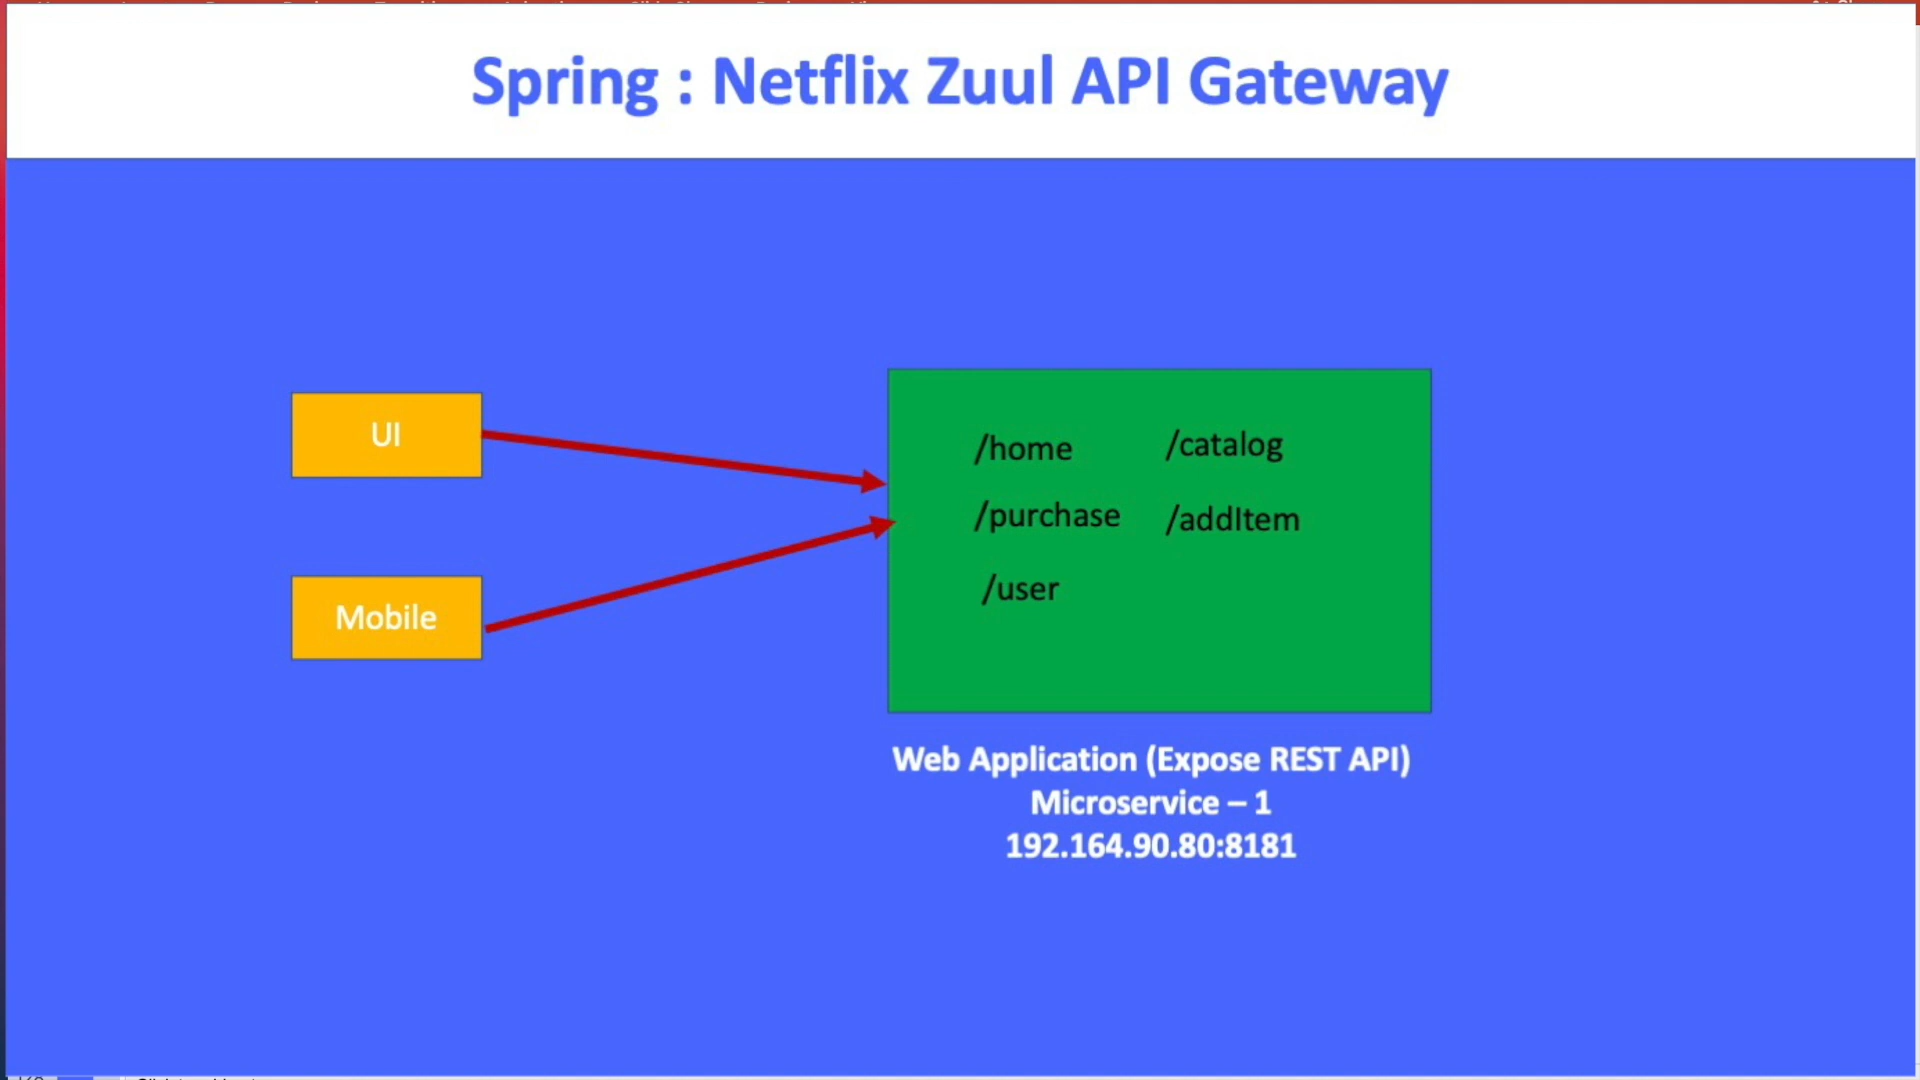 Spring : Netflix Zuul API Gateway
UI
Mobile
/home
/catalog
/purchase
/addItem
/user
Web Application (Expose REST API)
Microservice – 1
192.164.90.80:8181